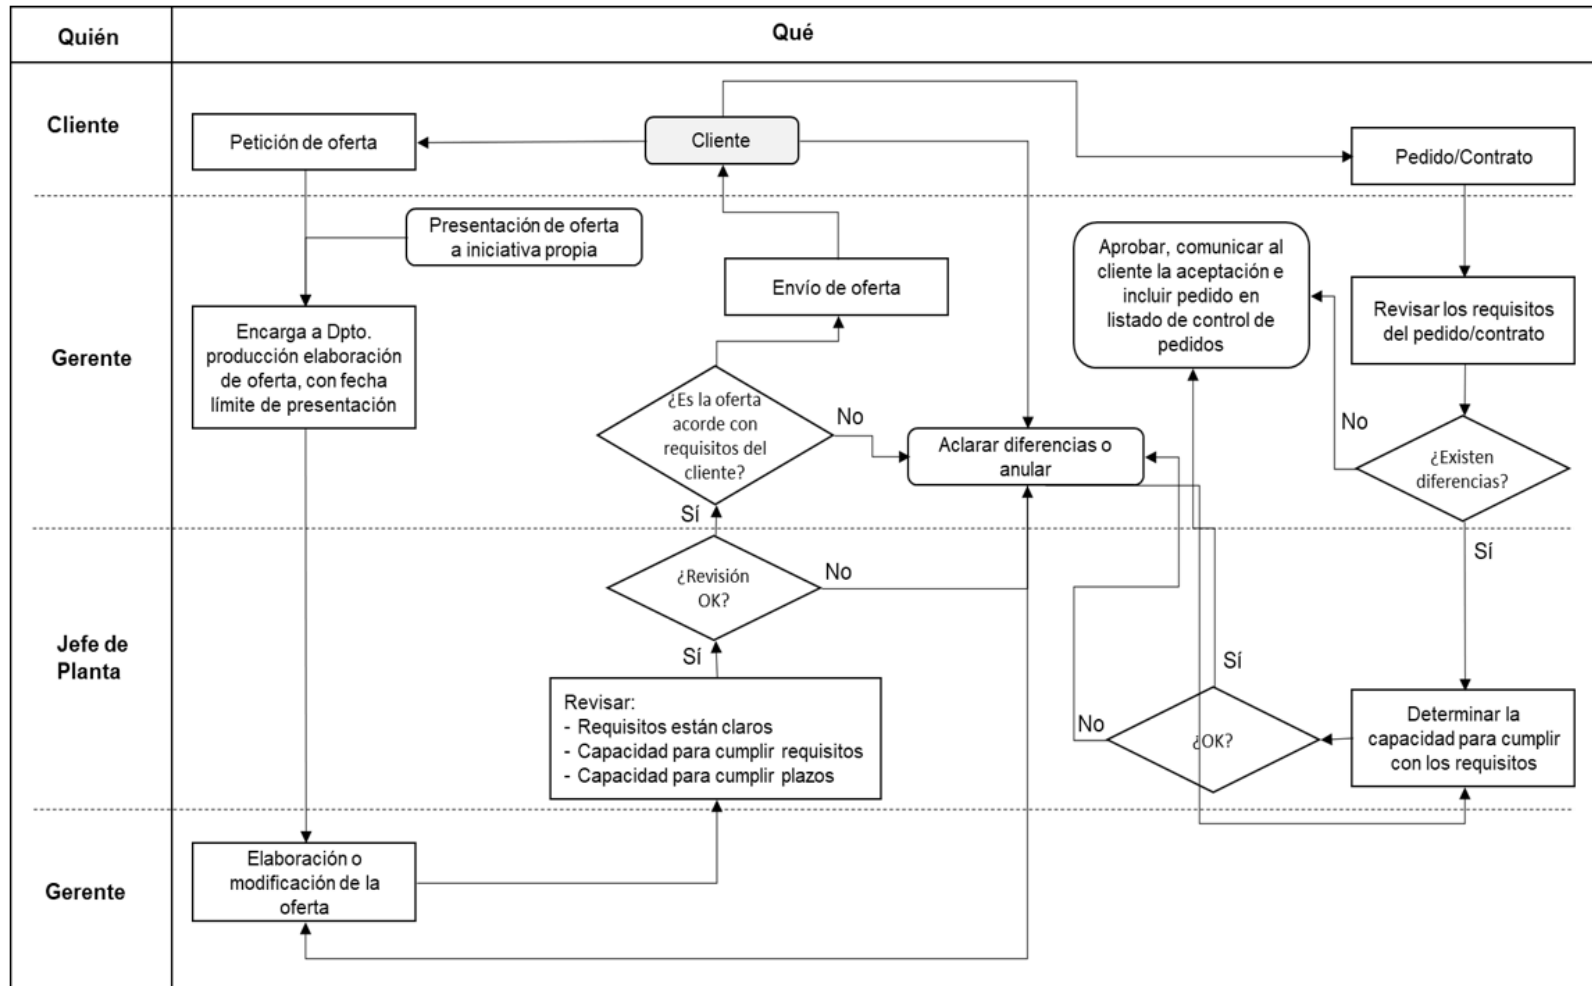 Quién
Qué
Cliente
Petición de oferta
Cliente
Pedido/Contrato
Gerente
Presentación de oferta
a iniciativa propia
Envío de oferta
Aprobar, comunicar al
cliente la aceptación e
incluir pedido en
listado de control de
pedidos
Revisar los requisitos
del pedido/contrato
Encarga a Dpto.
producción elaboración
de oferta, con fecha
límite de presentación
¿Es la oferta
acorde con
requisitos del
cliente?
No
Aclarar diferencias o
anular
No
¿Existen
diferencias?
Sí
Sí
Jefe de
Planta
¿Revisión
OK?
No
Sí
Sí
Revisar:
- Requisitos están claros
- Capacidad para cumplir requisitos
- Capacidad para cumplir plazos
No
¿OK?
Determinar la
capacidad para cumplir
con los requisitos
Gerente
Elaboración o
modificación de la
oferta